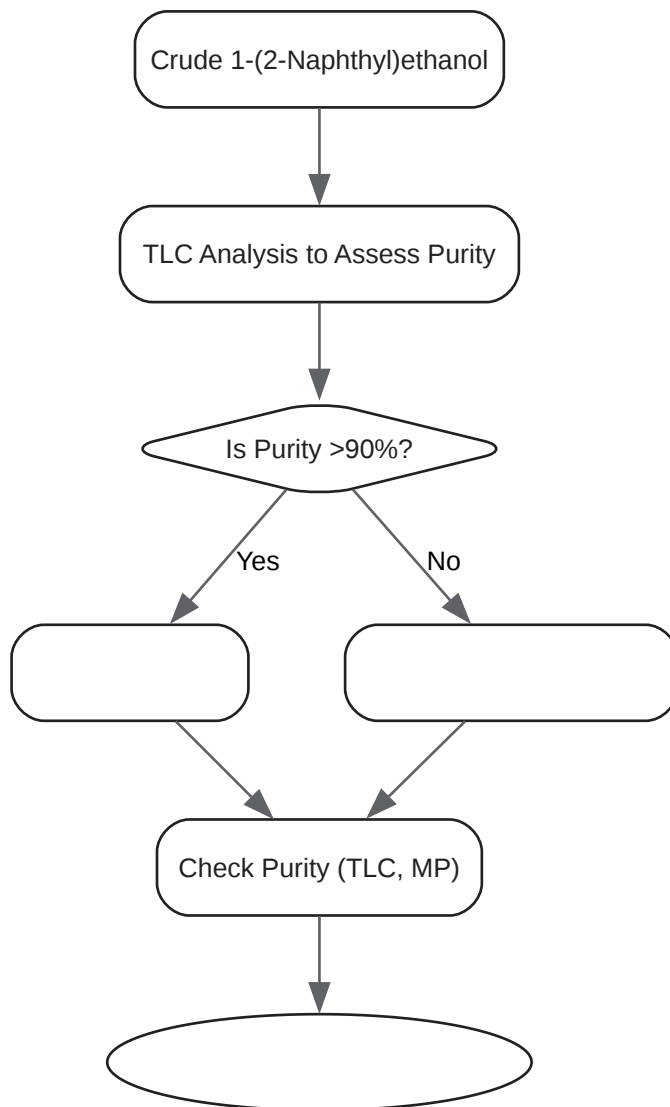 Crude 1-(2-Naphthyl)ethanol
TLC Analysis to Assess Purity
Is Purity >90%?
Yes
No
Check Purity (TLC, MP)